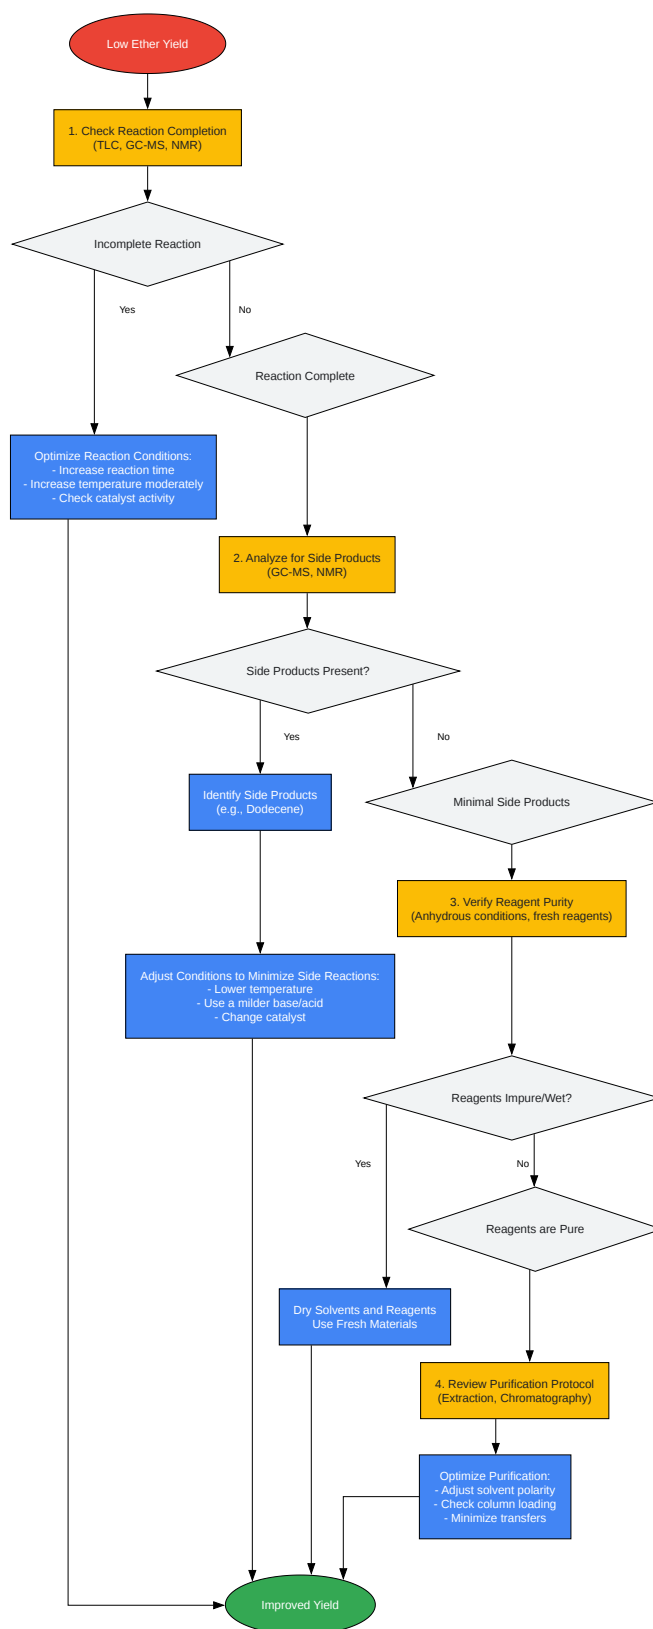 Low Ether Yield
1. Check Reaction Completion
(TLC, GC-MS, NMR)
Incomplete Reaction
Yes
No
Reaction Complete
Optimize Reaction Conditions:
- Increase reaction time
- Increase temperature moderately
- Check catalyst activity
2. Analyze for Side Products
(GC-MS, NMR)
Side Products Present?
Yes
No
Identify Side Products
(e.g., Dodecene)
Minimal Side Products
3. Verify Reagent Purity
(Anhydrous conditions, fresh reagents)
Adjust Conditions to Minimize Side Reactions:
- Lower temperature
- Use a milder base/acid
- Change catalyst
Reagents Impure/Wet?
Yes
No
Reagents are Pure
Dry Solvents and Reagents
Use Fresh Materials
4. Review Purification Protocol
(Extraction, Chromatography)
Optimize Purification:
- Adjust solvent polarity
- Check column loading
- Minimize transfers
Improved Yield